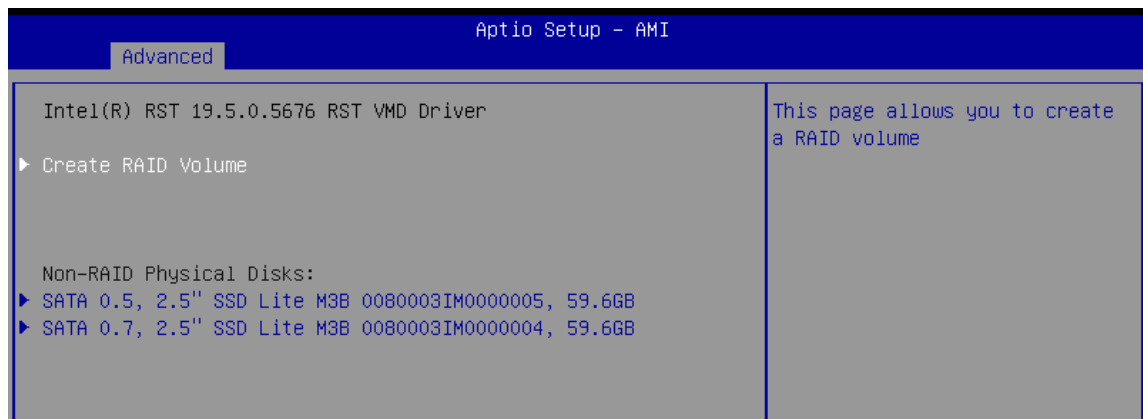 Aptio Setup – AMI
Advanced
Intel(R) RST 19.5.0.5676 RST VMD Driver
This page allows you to create
a RAID volume
Create RAID Volume
Non-RAID Physical Disks:
SATA 0.5, 2.5" SSD Lite M3B 0080003IM0000005, 59.6GB
SATA 0.7, 2.5" SSD Lite M3B 0080003IM0000004, 59.6GB